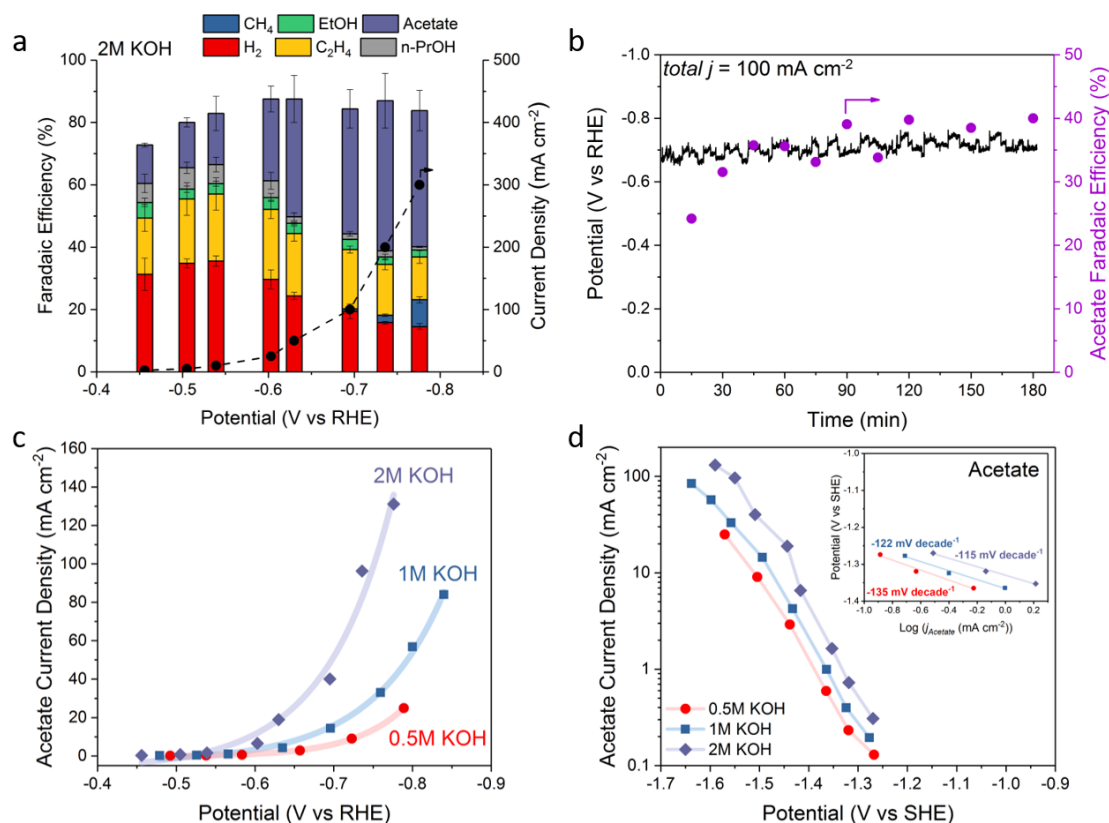 a
2M KOH
CH₄ EtOH Acetate
H₂ C₂H₄ n-PrOH
100
80
60
40
20
0
Faradaic Efficiency (%)
500
400
300
200
100
0
Current Density (mA cm⁻²)
-0.4 -0.5 -0.6 -0.7 -0.8
Potential (V vs RHE)
b
total j = 100 mA cm⁻²
-1.0
-0.8
-0.6
-0.4
-0.2
0.0
Potential (V vs RHE)
50
40
30
20
10
0
Acetate Faradaic Efficiency (%)
0 30 60 90 120 150 180
Time (min)
c
160
140
120
100
80
60
40
20
0
Acetate Current Density (mA cm⁻²)
2M KOH
1M KOH
0.5M KOH
-0.4 -0.5 -0.6 -0.7 -0.8 -0.9
Potential (V vs RHE)
d
100
10
1
0.1
Acetate Current Density (mA cm⁻²)
0.5M KOH
1M KOH
2M KOH
-1.7 -1.6 -1.5 -1.4 -1.3 -1.2 -1.1 -1.0 -0.9
Potential (V vs SHE)
Acetate
-1.0
-1.1
-1.2
-1.3
-1.4
Potential (V vs SHE)
-122 mV decade⁻¹
-115 mV decade⁻¹
-135 mV decade⁻¹
-0.9 -0.6 -0.3 0.0 0.3
Log (jAcetate (mA cm⁻²))